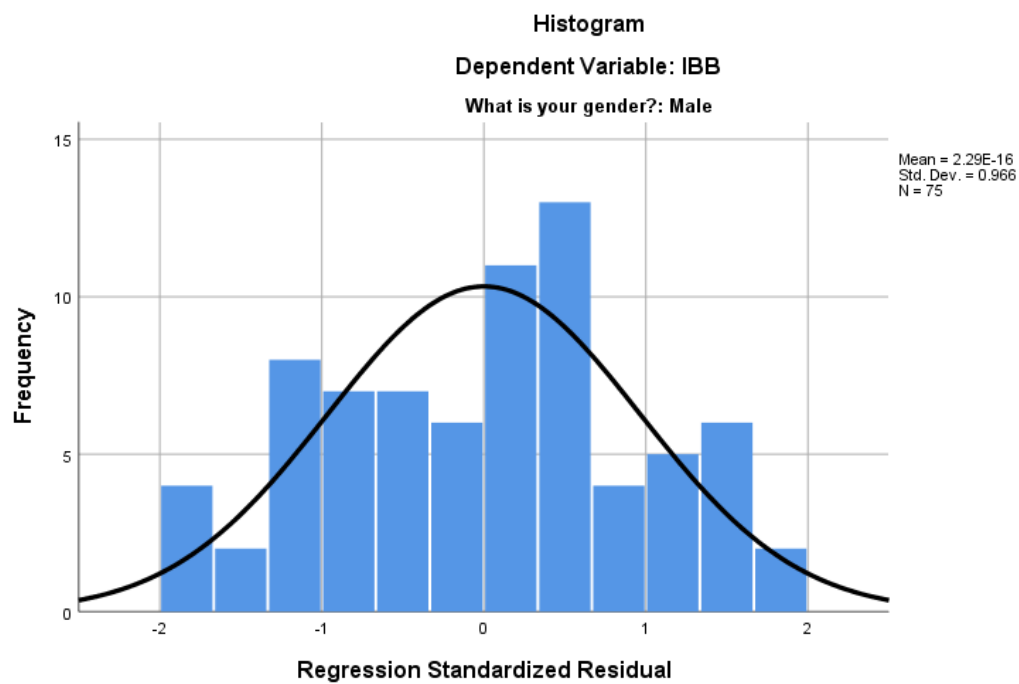 Histogram
Dependent Variable: IBB
What is your gender?: Male
Mean = 2.29E-16
Std. Dev. = 0.966
N = 75
Frequency
15
10
5
0
-2
-1
0
1
2
Regression Standardized Residual